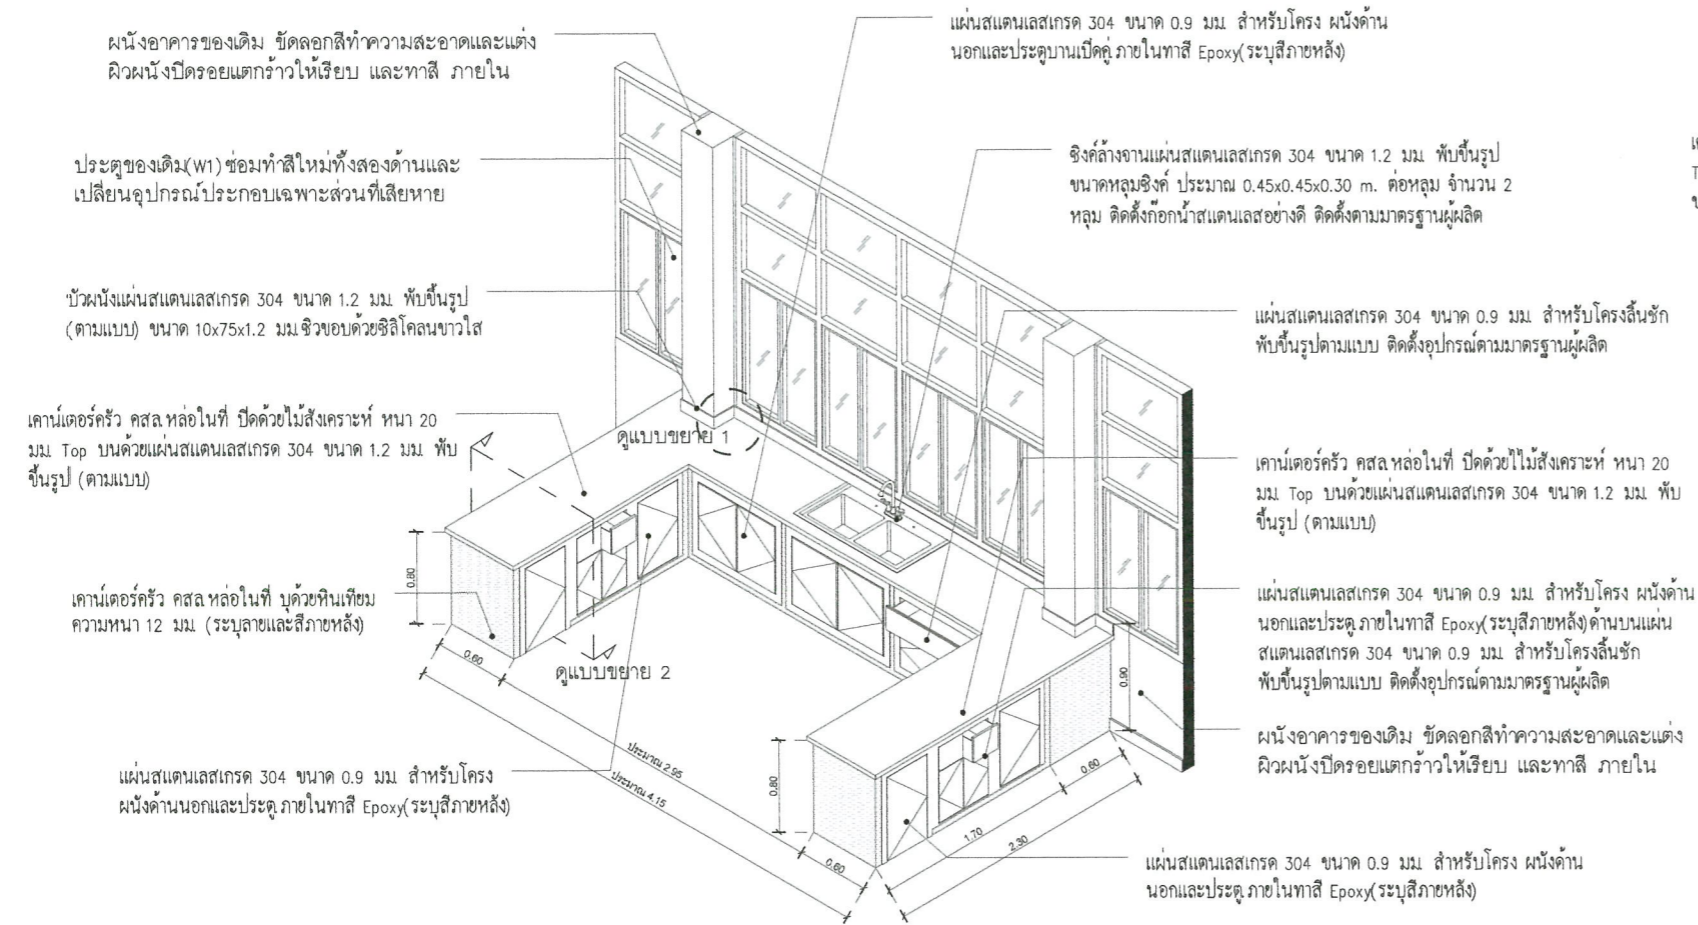 ผนังอาคารของเดิม ขัดลอกสีทำความสะอาดและแต่ง
ผิวผนังปิดรอยแตกร้าวให้เรียบ และทาสี ภายใน
ประตูของเดิม(W1)ซ่อมทำสีใหม่ทั้งสองด้านและ
เปลี่ยนอุปกรณ์ประกอบเฉพาะส่วนที่เสียหาย
บัวผนังแผ่นสแตนเลสเกรด 304 ขนาด 1.2 มม. พับขึ้นรูป
(ตามแบบ) ขนาด 10x75x1.2 มม.ซิวขอบด้วยซิลิโคลนขาวใส
เคาน์เตอร์ครัว คสล.หล่อในที่ ปิดด้วยไม้สังเคราะห์ หนา 20
มม. Top บนด้วยแผ่นสแตนเลสเกรด 304 ขนาด 1.2 มม. พับ
ขึ้นรูป (ตามแบบ)
เคาน์เตอร์ครัว คสล.หล่อในที่ บุด้วยหินเทียม
ความหนา 12 มม. (ระบุลายและสีภายหลัง)
แผ่นสแตนเลสเกรด 304 ขนาด 0.9 มม. สำหรับโครง
ผนังด้านนอกและประตู.ภายในทาสี Epoxy(ระบุสีภายหลัง)
แผ่นสแตนเลสเกรด 304 ขนาด 0.9 มม. สำหรับโครง ผนังด้าน
นอกและประตูบานเปิดคู่.ภายในทาสี Epoxy(ระบุสีภายหลัง)
ซิงค์ล้างจานแผ่นสแตนเลสเกรด 304 ขนาด 1.2 มม. พับขึ้นรูป
ขนาดหลุมซิงค์ ประมาณ 0.45x0.45x0.30 m. ต่อหลุม จำนวน 2
หลุม ติดตั้งก๊อกน้ำสแตนเลสอย่างดี ติดตั้งตามมาตรฐานผู้ผลิต
แผ่นสแตนเลสเกรด 304 ขนาด 0.9 มม. สำหรับโครงลิ้นชัก
พับขึ้นรูปตามแบบ ติดตั้งอุปกรณ์ตามมาตรฐานผู้ผลิต
เคาน์เตอร์ครัว คสล.หล่อในที่ ปิดด้วยไไม้สังเคราะห์ หนา 20
มม. Top บนด้วยแผ่นสแตนเลสเกรด 304 ขนาด 1.2 มม. พับ
ขึ้นรูป (ตามแบบ)
แผ่นสแตนเลสเกรด 304 ขนาด 0.9 มม. สำหรับโครง ผนังด้าน
นอกและประตู.ภายในทาสี Epoxy(ระบุสีภายหลัง)ด้านบนแผ่น
สแตนเลสเกรด 304 ขนาด 0.9 มม. สำหรับโครงลิ้นชัก
พับขึ้นรูปตามแบบ ติดตั้งอุปกรณ์ตามมาตรฐานผู้ผลิต
ผนังอาคารของเดิม ขัดลอกสีทำความสะอาดและแต่ง
ผิวผนังปิดรอยแตกร้าวให้เรียบ และทาสี ภายใน
แผ่นสแตนเลสเกรด 304 ขนาด 0.9 มม. สำหรับโครง ผนังด้าน
นอกและประตู.ภายในทาสี Epoxy(ระบุสีภายหลัง)
ดูแบบขยาย 1
ดูแบบขยาย 2
0.80
0.60
ประมาณ 2.95
ประมาณ 4.15
0.80
0.60
1.70
2.30
0.60
0.90